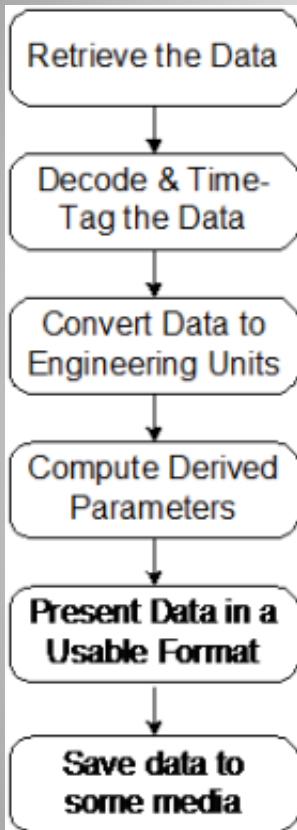 Retrieve the Data
Decode & Time-
Tag the Data
Convert Data to
Engineering Units
Compute Derived
Parameters
Present Data in a
Usable Format
Save data to
some media